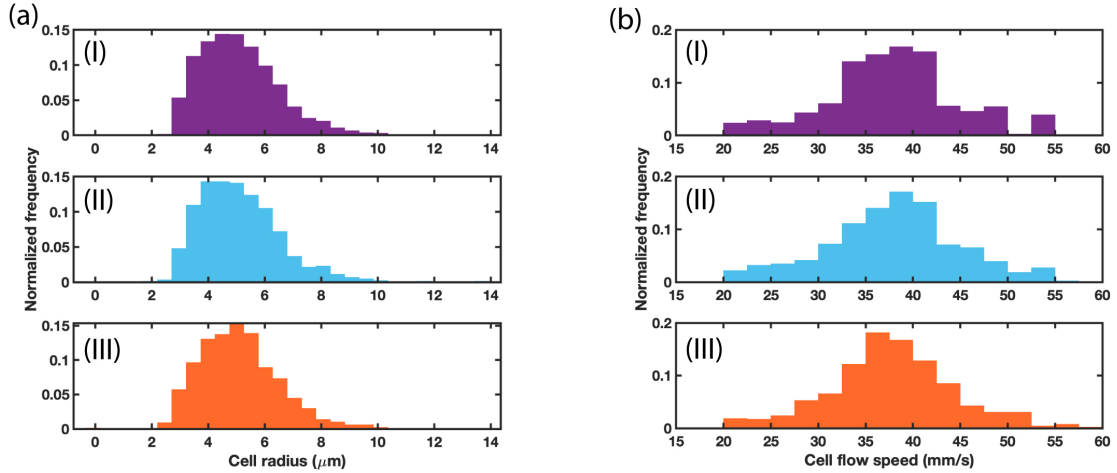 (a)
(I)
0.15
0.1
0.05
0
0 2 4 6 8 10 12 14
(II)
0.15
0.1
0.05
0
0 2 4 6 8 10 12 14
(III)
0.15
0.1
0.05
0
0 2 4 6 8 10 12 14
Normalized frequency
Cell radius (μm)
(b)
(I)
0.2
0.1
0
15 20 25 30 35 40 45 50 55 60
(II)
0.2
0.1
0
15 20 25 30 35 40 45 50 55 60
(III)
0.2
0.1
0
15 20 25 30 35 40 45 50 55 60
Normalized frequency
Cell flow speed (mm/s)